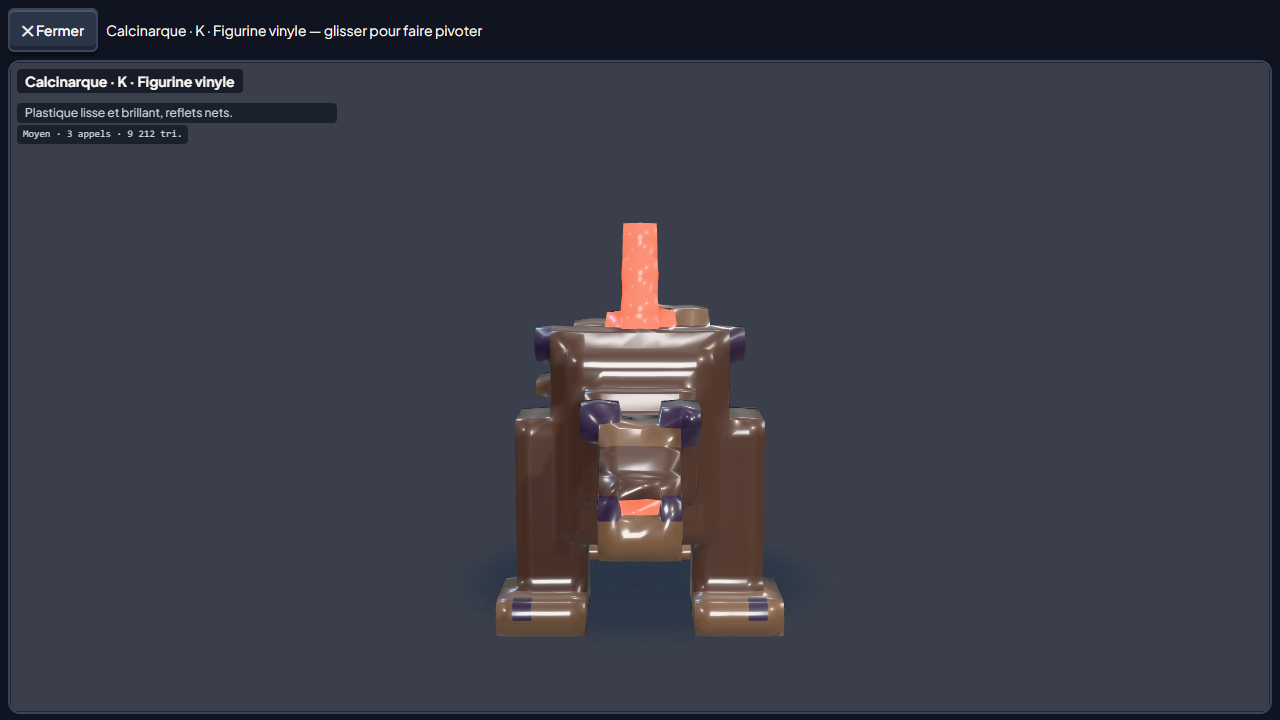 Fermer
Calcinarque · K · Figurine vinyle — glisser pour faire pivoter
Calcinarque · K · Figurine vinyle
Plastique lisse et brillant, reflets nets.
Moyen · 3 appels · 9 212 tri.